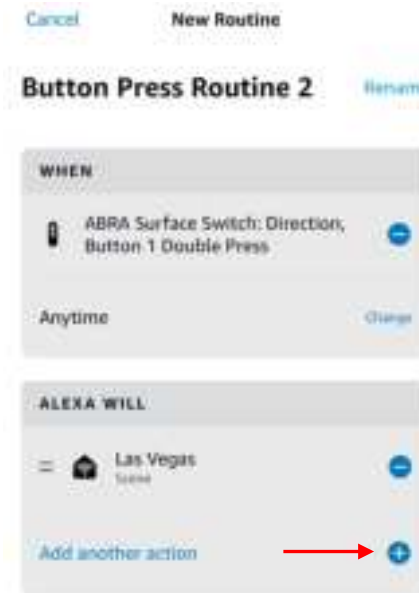 Cancel New Routine
Button Press Routine 2 Renam
WHEN
ABRA Surface Switch: Direction,
Button 1 Double Press
Anytime Change
ALEXA WILL
= Las Vegas
Scene
Add another action